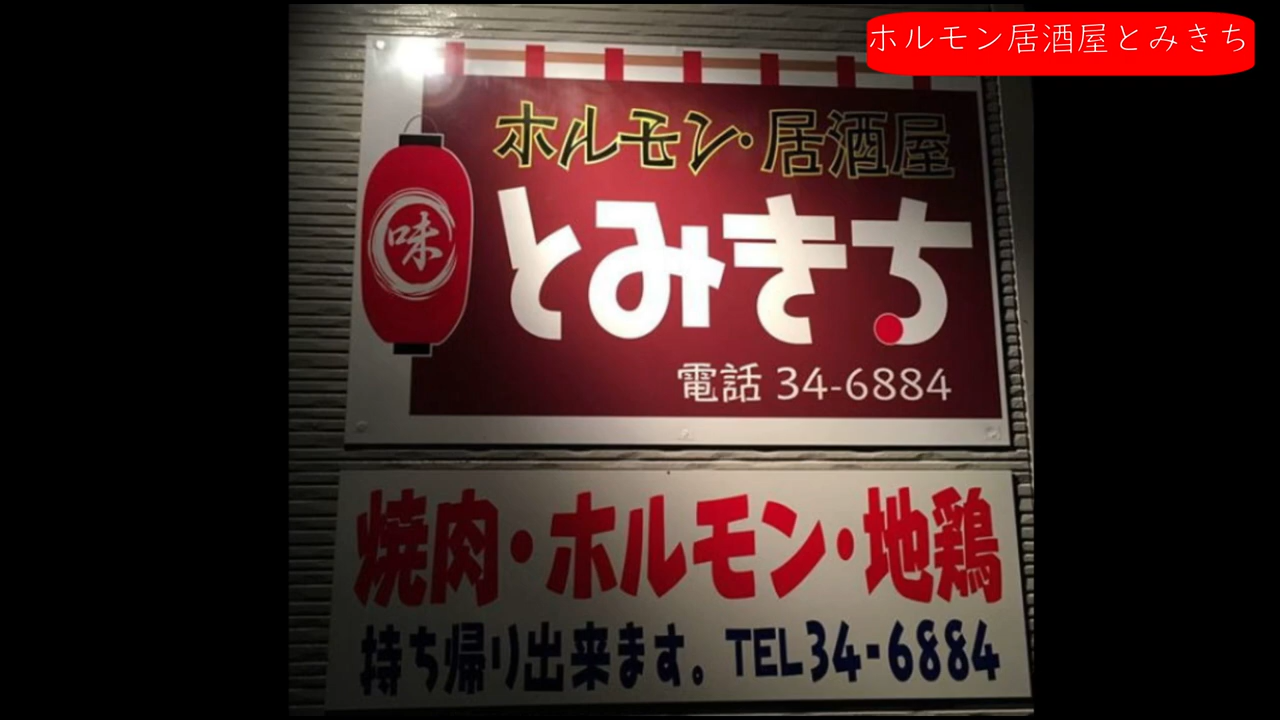 ホルモン居酒屋とみきち
ホルモン・居酒屋
味
とみきち
電話 34-6884
焼肉・ホルモン・地鶏
持ち帰り出来ます。TEL34-6884